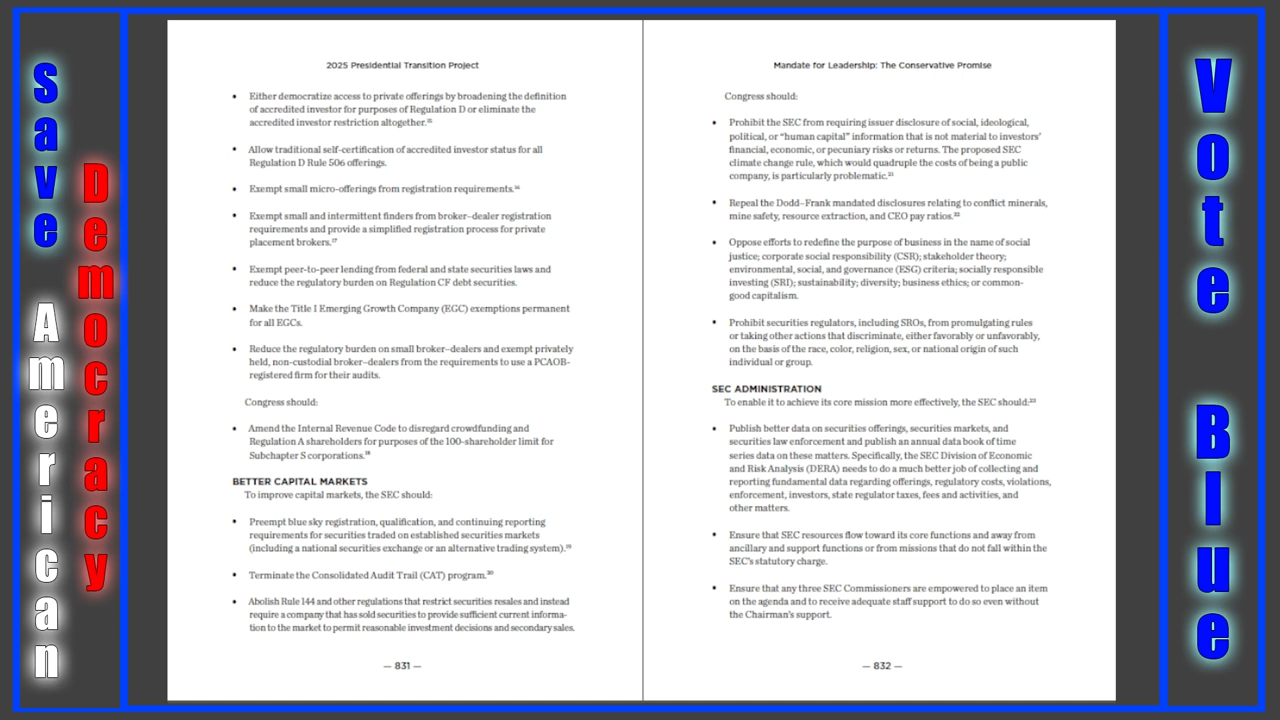 Save American
Democracy
2025 Presidential Transition Project
• Either democratize access to private offerings by broadening the definition
of accredited investor for purposes of Regulation D or eliminate the
accredited investor restriction altogether.¹⁵
• Allow traditional self-certification of accredited investor status for all
Regulation D Rule 506 offerings.
• Exempt small micro-offerings from registration requirements.¹⁶
• Exempt small and intermittent finders from broker–dealer registration
requirements and provide a simplified registration process for private
placement brokers.¹⁷
• Exempt peer-to-peer lending from federal and state securities laws and
reduce the regulatory burden on Regulation CF debt securities.
• Make the Title I Emerging Growth Company (EGC) exemptions permanent
for all EGCs.
• Reduce the regulatory burden on small broker–dealers and exempt privately
held, non-custodial broker–dealers from the requirements to use a PCAOB-
registered firm for their audits.
Congress should:
• Amend the Internal Revenue Code to disregard crowdfunding and
Regulation A shareholders for purposes of the 100-shareholder limit for
Subchapter S corporations.¹⁸
BETTER CAPITAL MARKETS
To improve capital markets, the SEC should:
• Preempt blue sky registration, qualification, and continuing reporting
requirements for securities traded on established securities markets
(including a national securities exchange or an alternative trading system).¹⁹
• Terminate the Consolidated Audit Trail (CAT) program.²⁰
• Abolish Rule 144 and other regulations that restrict securities resales and instead
require a company that has sold securities to provide sufficient current informa-
tion to the market to permit reasonable investment decisions and secondary sales.
— 831 —
Mandate for Leadership: The Conservative Promise
Congress should:
• Prohibit the SEC from requiring issuer disclosure of social, ideological,
political, or “human capital” information that is not material to investors’
financial, economic, or pecuniary risks or returns. The proposed SEC
climate change rule, which would quadruple the costs of being a public
company, is particularly problematic.²¹
• Repeal the Dodd–Frank mandated disclosures relating to conflict minerals,
mine safety, resource extraction, and CEO pay ratios.²²
• Oppose efforts to redefine the purpose of business in the name of social
justice; corporate social responsibility (CSR); stakeholder theory;
environmental, social, and governance (ESG) criteria; socially responsible
investing (SRI); sustainability; diversity; business ethics; or common-
good capitalism.
• Prohibit securities regulators, including SROs, from promulgating rules
or taking other actions that discriminate, either favorably or unfavorably,
on the basis of the race, color, religion, sex, or national origin of such
individual or group.
SEC ADMINISTRATION
To enable it to achieve its core mission more effectively, the SEC should:²³
• Publish better data on securities offerings, securities markets, and
securities law enforcement and publish an annual data book of time
series data on these matters. Specifically, the SEC Division of Economic
and Risk Analysis (DERA) needs to do a much better job of collecting and
reporting fundamental data regarding offerings, regulatory costs, violations,
enforcement, investors, state regulator taxes, fees and activities, and
other matters.
• Ensure that SEC resources flow toward its core functions and away from
ancillary and support functions or from missions that do not fall within the
SEC’s statutory charge.
• Ensure that any three SEC Commissioners are empowered to place an item
on the agenda and to receive adequate staff support to do so even without
the Chairman’s support.
— 832 —
Vote Blue